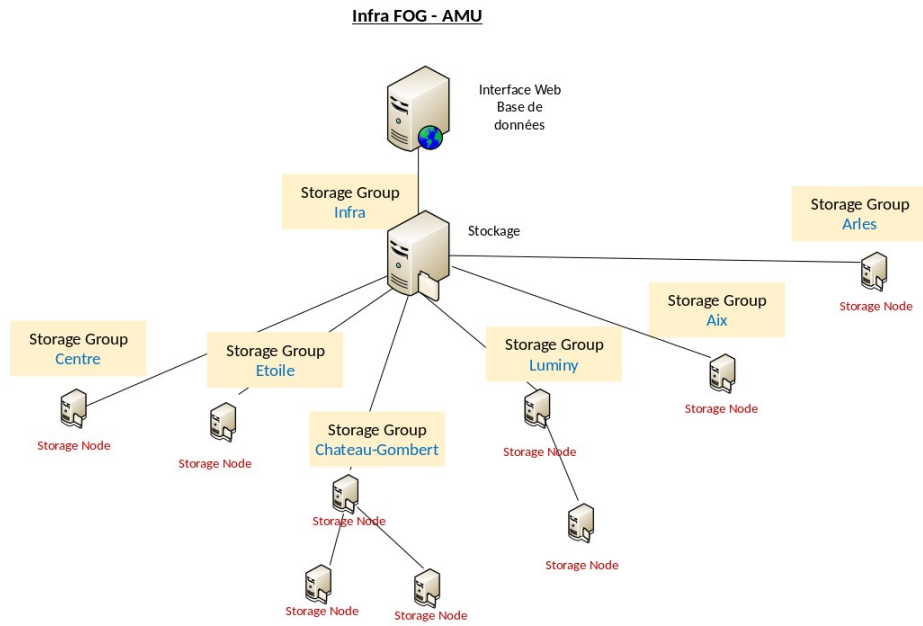 Infra FOG - AMU
Interface Web
Base de
données
Storage Group
Infra
Stockage
Storage Group
Arles
Storage Node
Storage Group
Aix
Storage Node
Storage Group
Centre
Storage Node
Storage Group
Etoile
Storage Node
Storage Group
Luminy
Storage Node
Storage Node
Storage Group
Chateau-Gombert
Storage Node
Storage Node
Storage Node